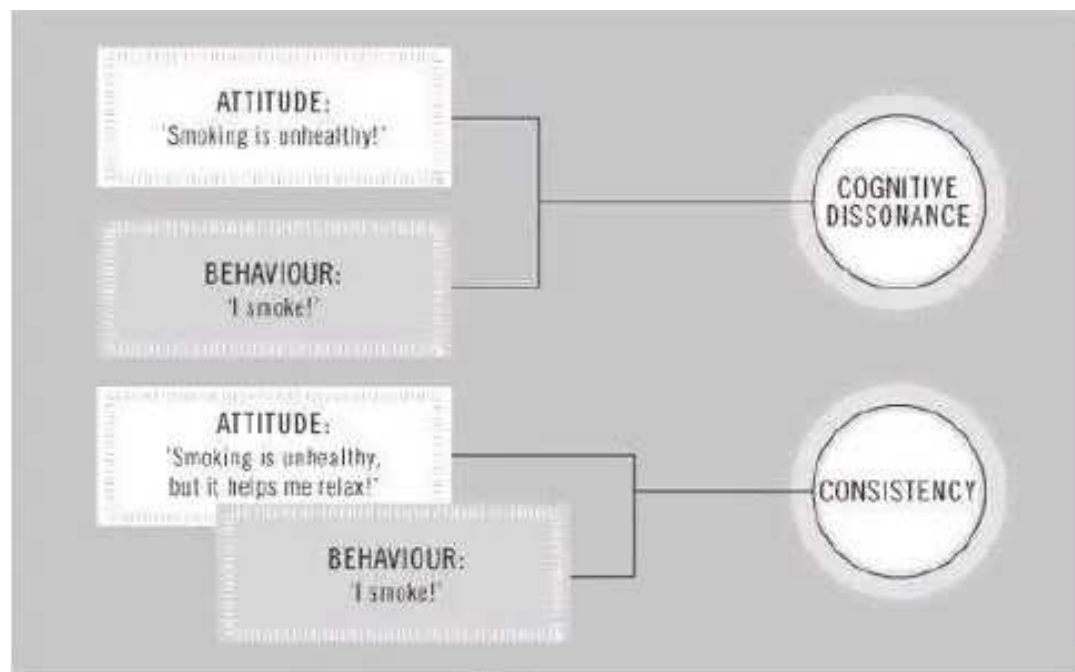 ATTITUDE:
'Smoking is unhealthy!'
BEHAVIOUR:
'I smoke!'
COGNITIVE
DISSONANCE
ATTITUDE:
'Smoking is unhealthy,
but it helps me relax!'
BEHAVIOUR:
'I smoke!'
CONSISTENCY